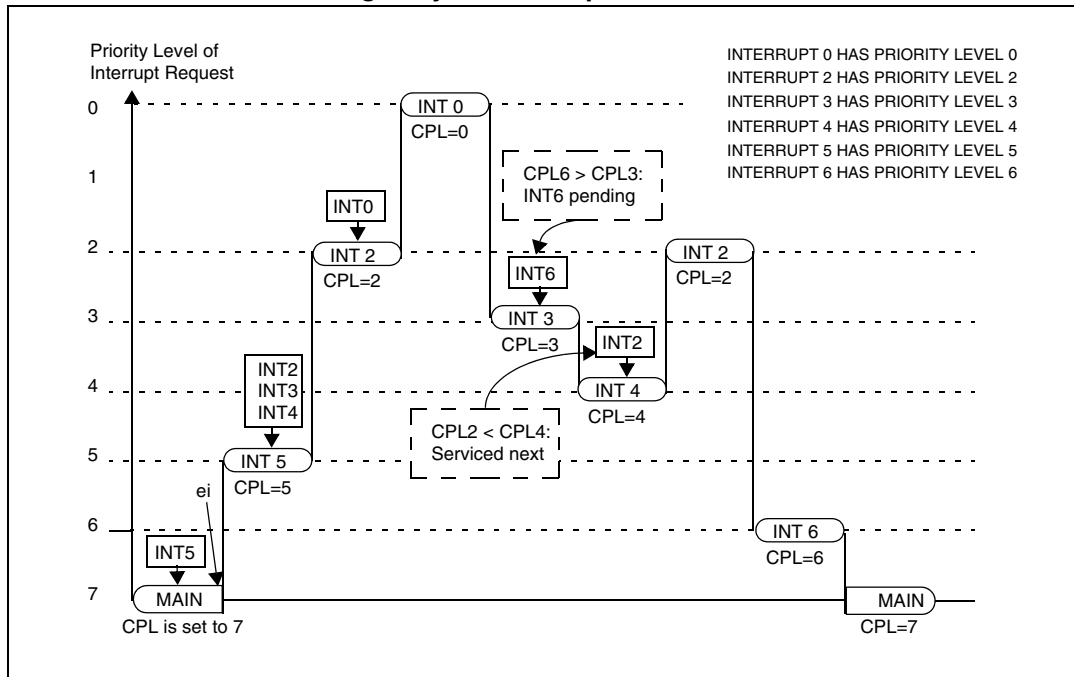 Priority Level of
Interrupt Request
INTERRUPT 0 HAS PRIORITY LEVEL 0
INTERRUPT 2 HAS PRIORITY LEVEL 2
INTERRUPT 3 HAS PRIORITY LEVEL 3
INTERRUPT 4 HAS PRIORITY LEVEL 4
INTERRUPT 5 HAS PRIORITY LEVEL 5
INTERRUPT 6 HAS PRIORITY LEVEL 6
0
INT 0
CPL=0
1
CPL6 > CPL3:
INT6 pending
INT0
2
INT 2
CPL=2
INT 2
CPL=2
INT6
3
INT 3
CPL=3
INT2
INT2
INT3
INT4
4
INT 4
CPL=4
CPL2 < CPL4:
Serviced next
5
INT 5
CPL=5
ei
6
INT 6
CPL=6
INT5
7
MAIN
CPL is set to 7
MAIN
CPL=7